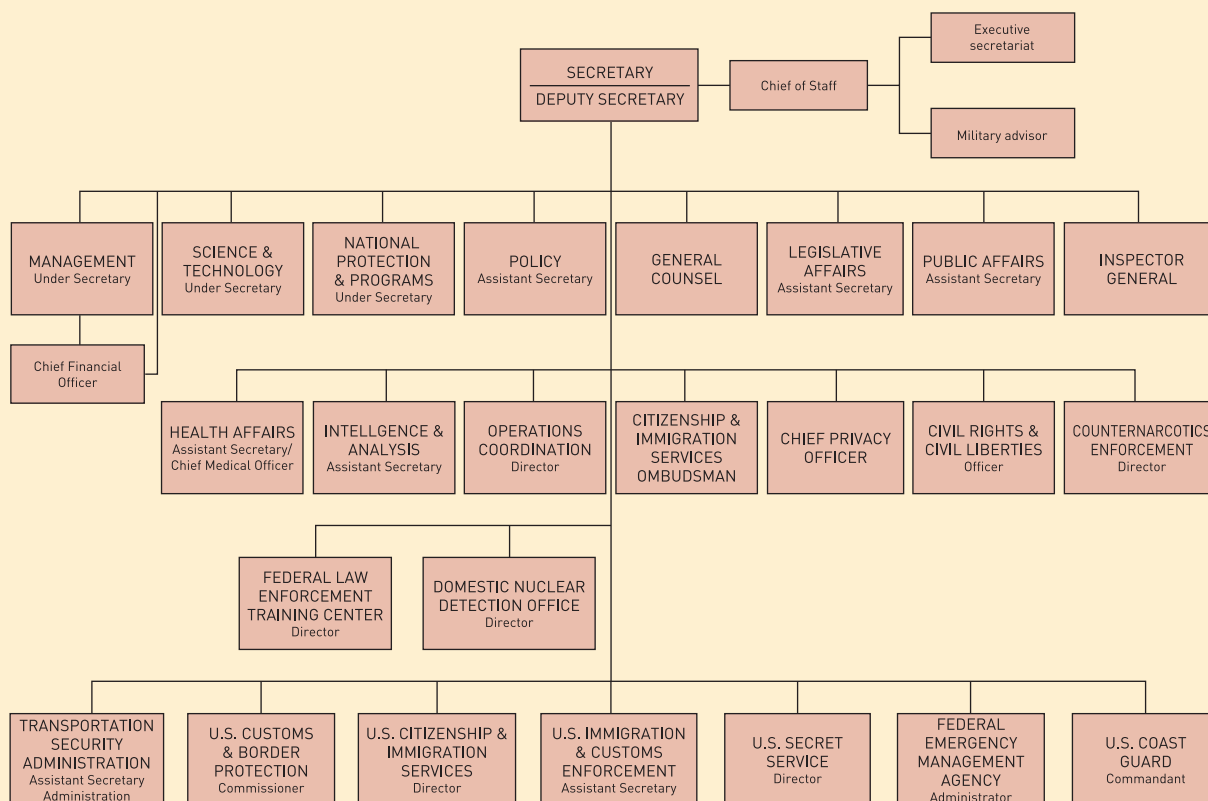 Executive
secretariat
SECRETARY
DEPUTY SECRETARY
Chief of Staff
Military advisor
MANAGEMENT
Under Secretary
SCIENCE &
TECHNOLOGY
Under Secretary
NATIONAL
PROTECTION
& PROGRAMS
Under Secretary
POLICY
Assistant Secretary
GENERAL
COUNSEL
LEGISLATIVE
AFFAIRS
Assistant Secretary
PUBLIC AFFAIRS
Assistant Secretary
INSPECTOR
GENERAL
Chief Financial
Officer
HEALTH AFFAIRS
Assistant Secretary/
Chief Medical Officer
INTELLGENCE &
ANALYSIS
Assistant Secretary
OPERATIONS
COORDINATION
Director
CITIZENSHIP &
IMMIGRATION
SERVICES
OMBUDSMAN
CHIEF PRIVACY
OFFICER
CIVIL RIGHTS &
CIVIL LIBERTIES
Officer
COUNTERNARCOTICS
ENFORCEMENT
Director
FEDERAL LAW
ENFORCEMENT
TRAINING CENTER
Director
DOMESTIC NUCLEAR
DETECTION OFFICE
Director
TRANSPORTATION
SECURITY
ADMINISTRATION
Assistant Secretary
Administration
U.S. CUSTOMS
& BORDER
PROTECTION
Commissioner
U.S. CITIZENSHIP &
IMMIGRATION
SERVICES
Director
U.S. IMMIGRATION
& CUSTOMS
ENFORCEMENT
Assistant Secretary
U.S. SECRET
SERVICE
Director
FEDERAL
EMERGENCY
MANAGEMENT
AGENCY
Administrator
U.S. COAST
GUARD
Commandant